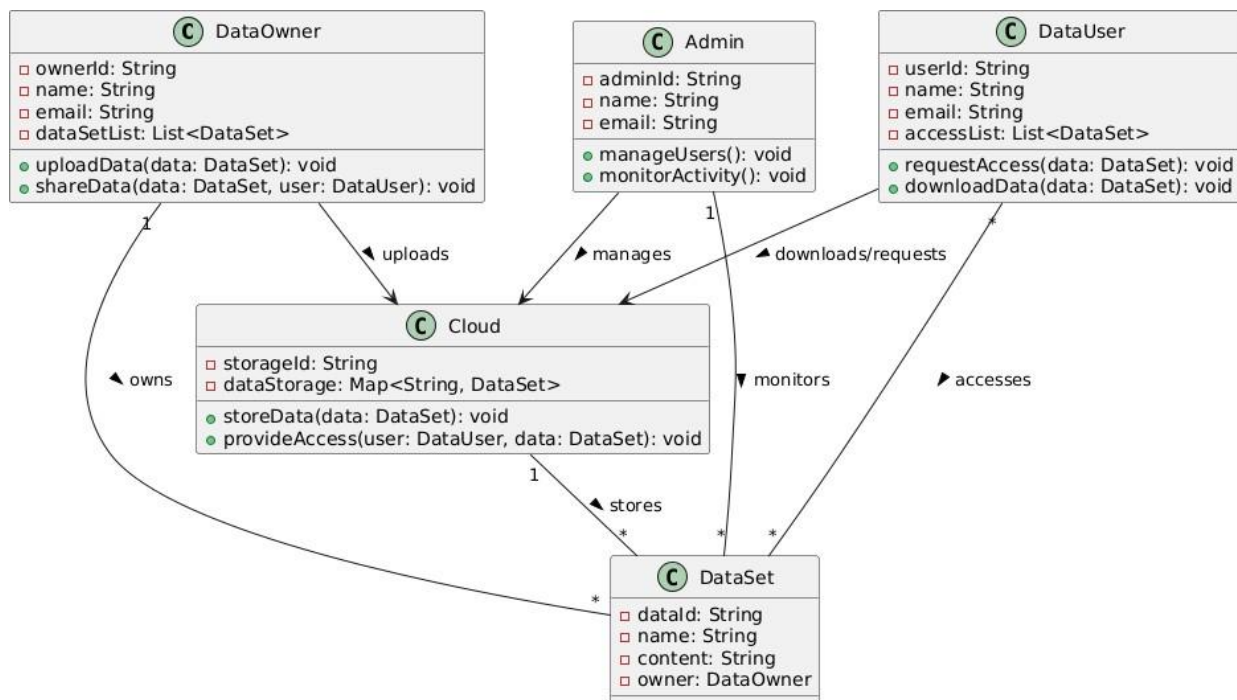 C DataOwner
ownerId: String
name: String
email: String
dataSetList: List<DataSet>
uploadData(data: DataSet): void
shareData(data: DataSet, user: DataUser): void
C Admin
adminId: String
name: String
email: String
manageUsers(): void
monitorActivity(): void
C DataUser
userId: String
name: String
email: String
accessList: List<DataSet>
requestAccess(data: DataSet): void
downloadData(data: DataSet): void
1
1
*
uploads
manages
downloads/requests
C Cloud
storageId: String
dataStorage: Map<String, DataSet>
storeData(data: DataSet): void
provideAccess(user: DataUser, data: DataSet): void
owns
monitors
accesses
1
stores
*
*
*
*
C DataSet
dataId: String
name: String
content: String
owner: DataOwner